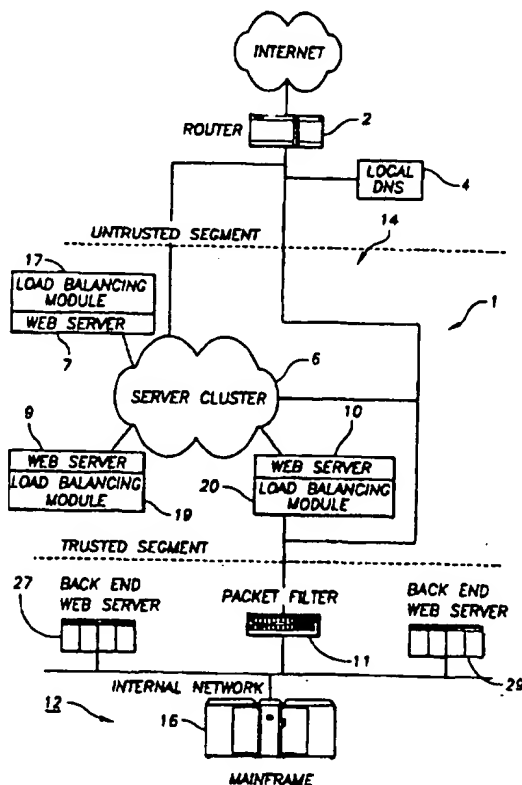 INTERNET
ROUTER
2
LOCAL
DNS
4
UNTRUSTED SEGMENT
14
17
LOAD BALANCING
MODULE
WEB SERVER
7
1
6
SERVER CLUSTER
9
WEB SERVER
LOAD BALANCING
MODULE
19
10
WEB SERVER
20
LOAD BALANCING
MODULE
TRUSTED SEGMENT
27
BACK END
WEB SERVER
PACKET FILTER
11
BACK END
WEB SERVER
29
INTERNAL NETWORK
12
16
MAINFRAME